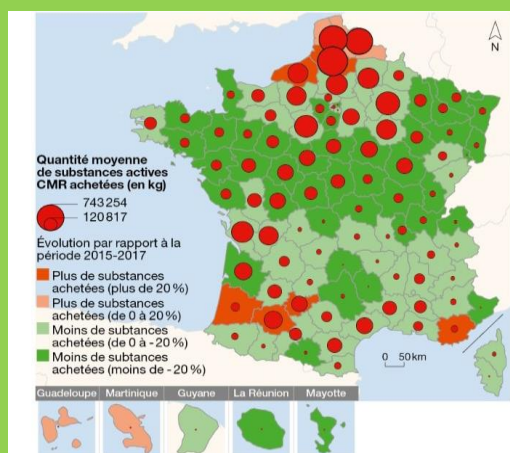 N
Quantité moyenne
de substances actives
CMR achetées (en kg)
743 254
120 817
Évolution par rapport à la
période 2015-2017
Plus de substances
achetées (plus de 20 %)
Plus de substances
achetées (de 0 à 20 %)
Moins de substances
achetées (de 0 à -20 %)
Moins de substances
achetées (moins de -20 %)
0 50 km
Guadeloupe Martinique Guyane La Réunion Mayotte